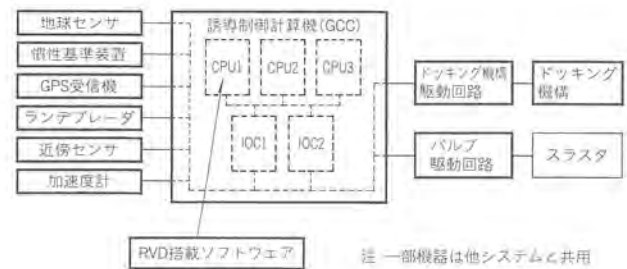 地球センサ
慣性基準装置
GPS受信機
ランデブレーダ
近傍センサ
加速度計
誘導制御計算機(GCC)
CPU1
CPU2
CPU3
IOC1
IOC2
ドッキング機構
駆動回路
ドッキング
機構
バルブ
駆動回路
スラスタ
RVD搭載ソフトウェア
注 一部機器は他システムと共用